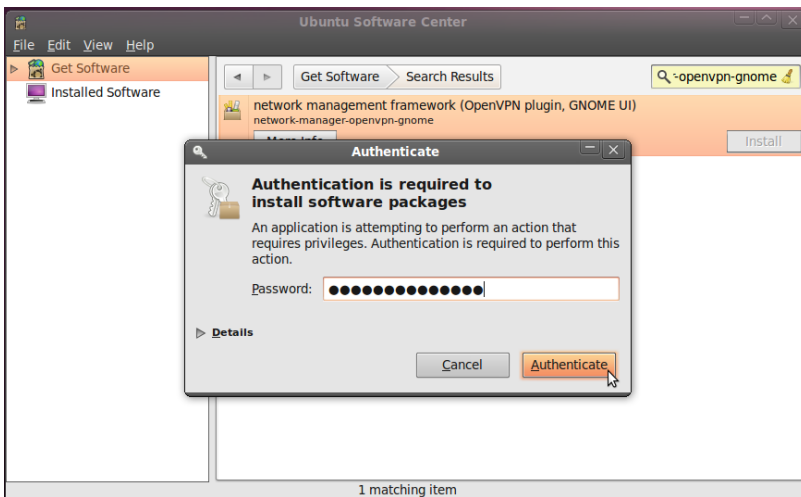 Ubuntu Software Center
File Edit View Help
Get Software
Installed Software
Get Software
Search Results
-openvpn-gnome
network management framework (OpenVPN plugin, GNOME UI)
network-manager-openvpn-gnome
More Info
Install
Authenticate
Authentication is required to
install software packages
An application is attempting to perform an action that
requires privileges. Authentication is required to perform this
action.
Password: ●●●●●●●●●●●●●●
Details
Cancel
Authenticate
1 matching item